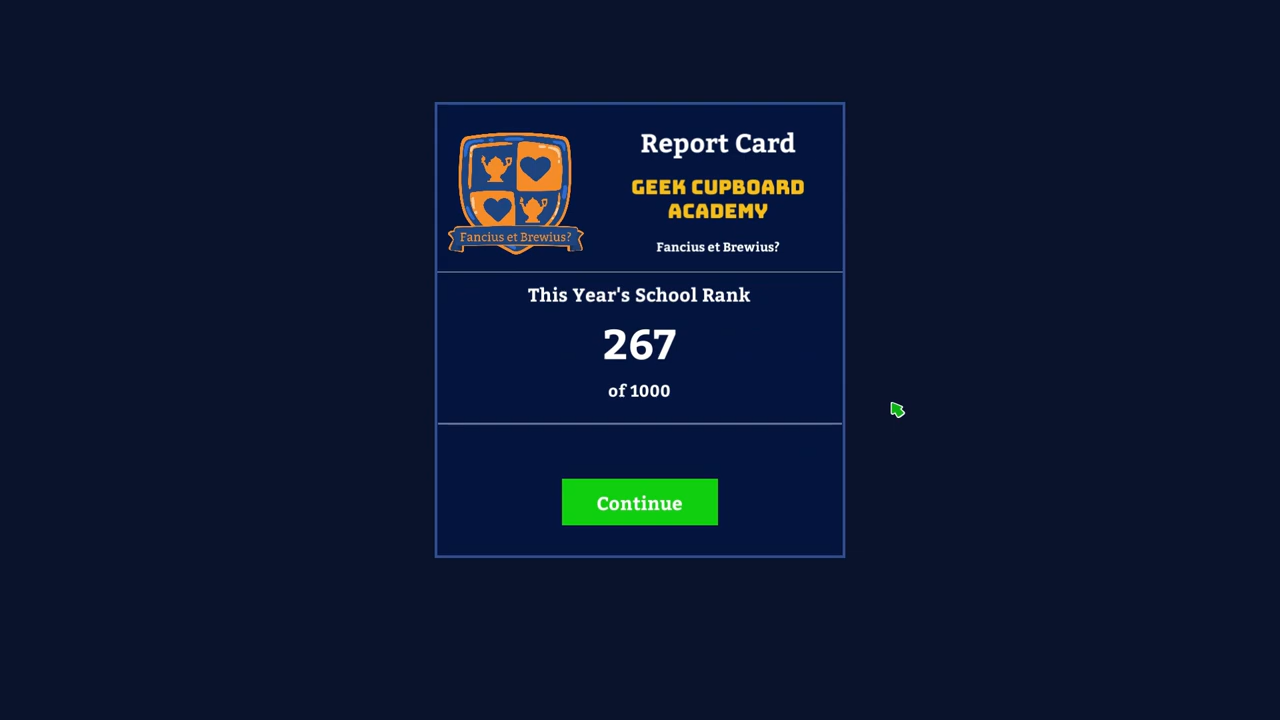 Report Card
GEEK CUPBOARD
ACADEMY
Fancius et Brewius?
Fancius et Brewius?
This Year's School Rank
267
of 1000
Continue